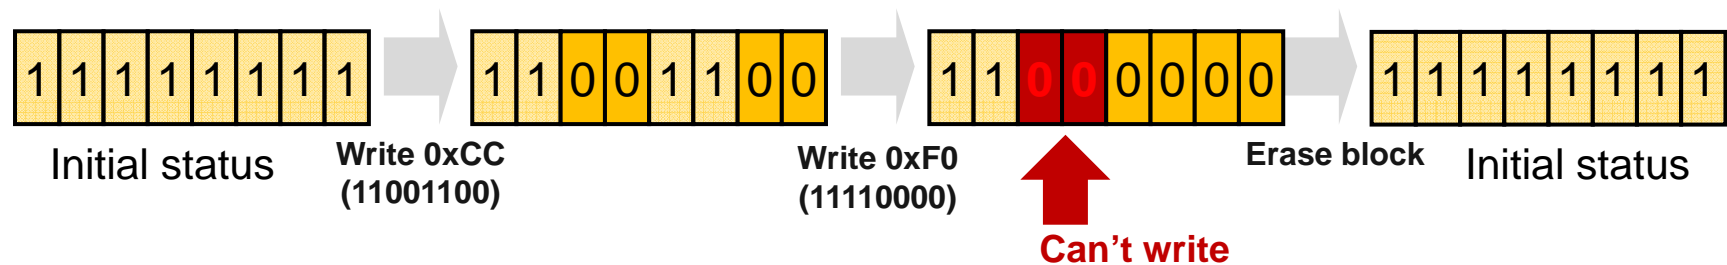 1 1 1 1 1 1 1 1
Initial status
Write 0xCC
(11001100)
1 1 0 0 1 1 0 0
Write 0xF0
(11110000)
1 1 0 0 0 0 0 0
Can’t write
Erase block
1 1 1 1 1 1 1 1
Initial status